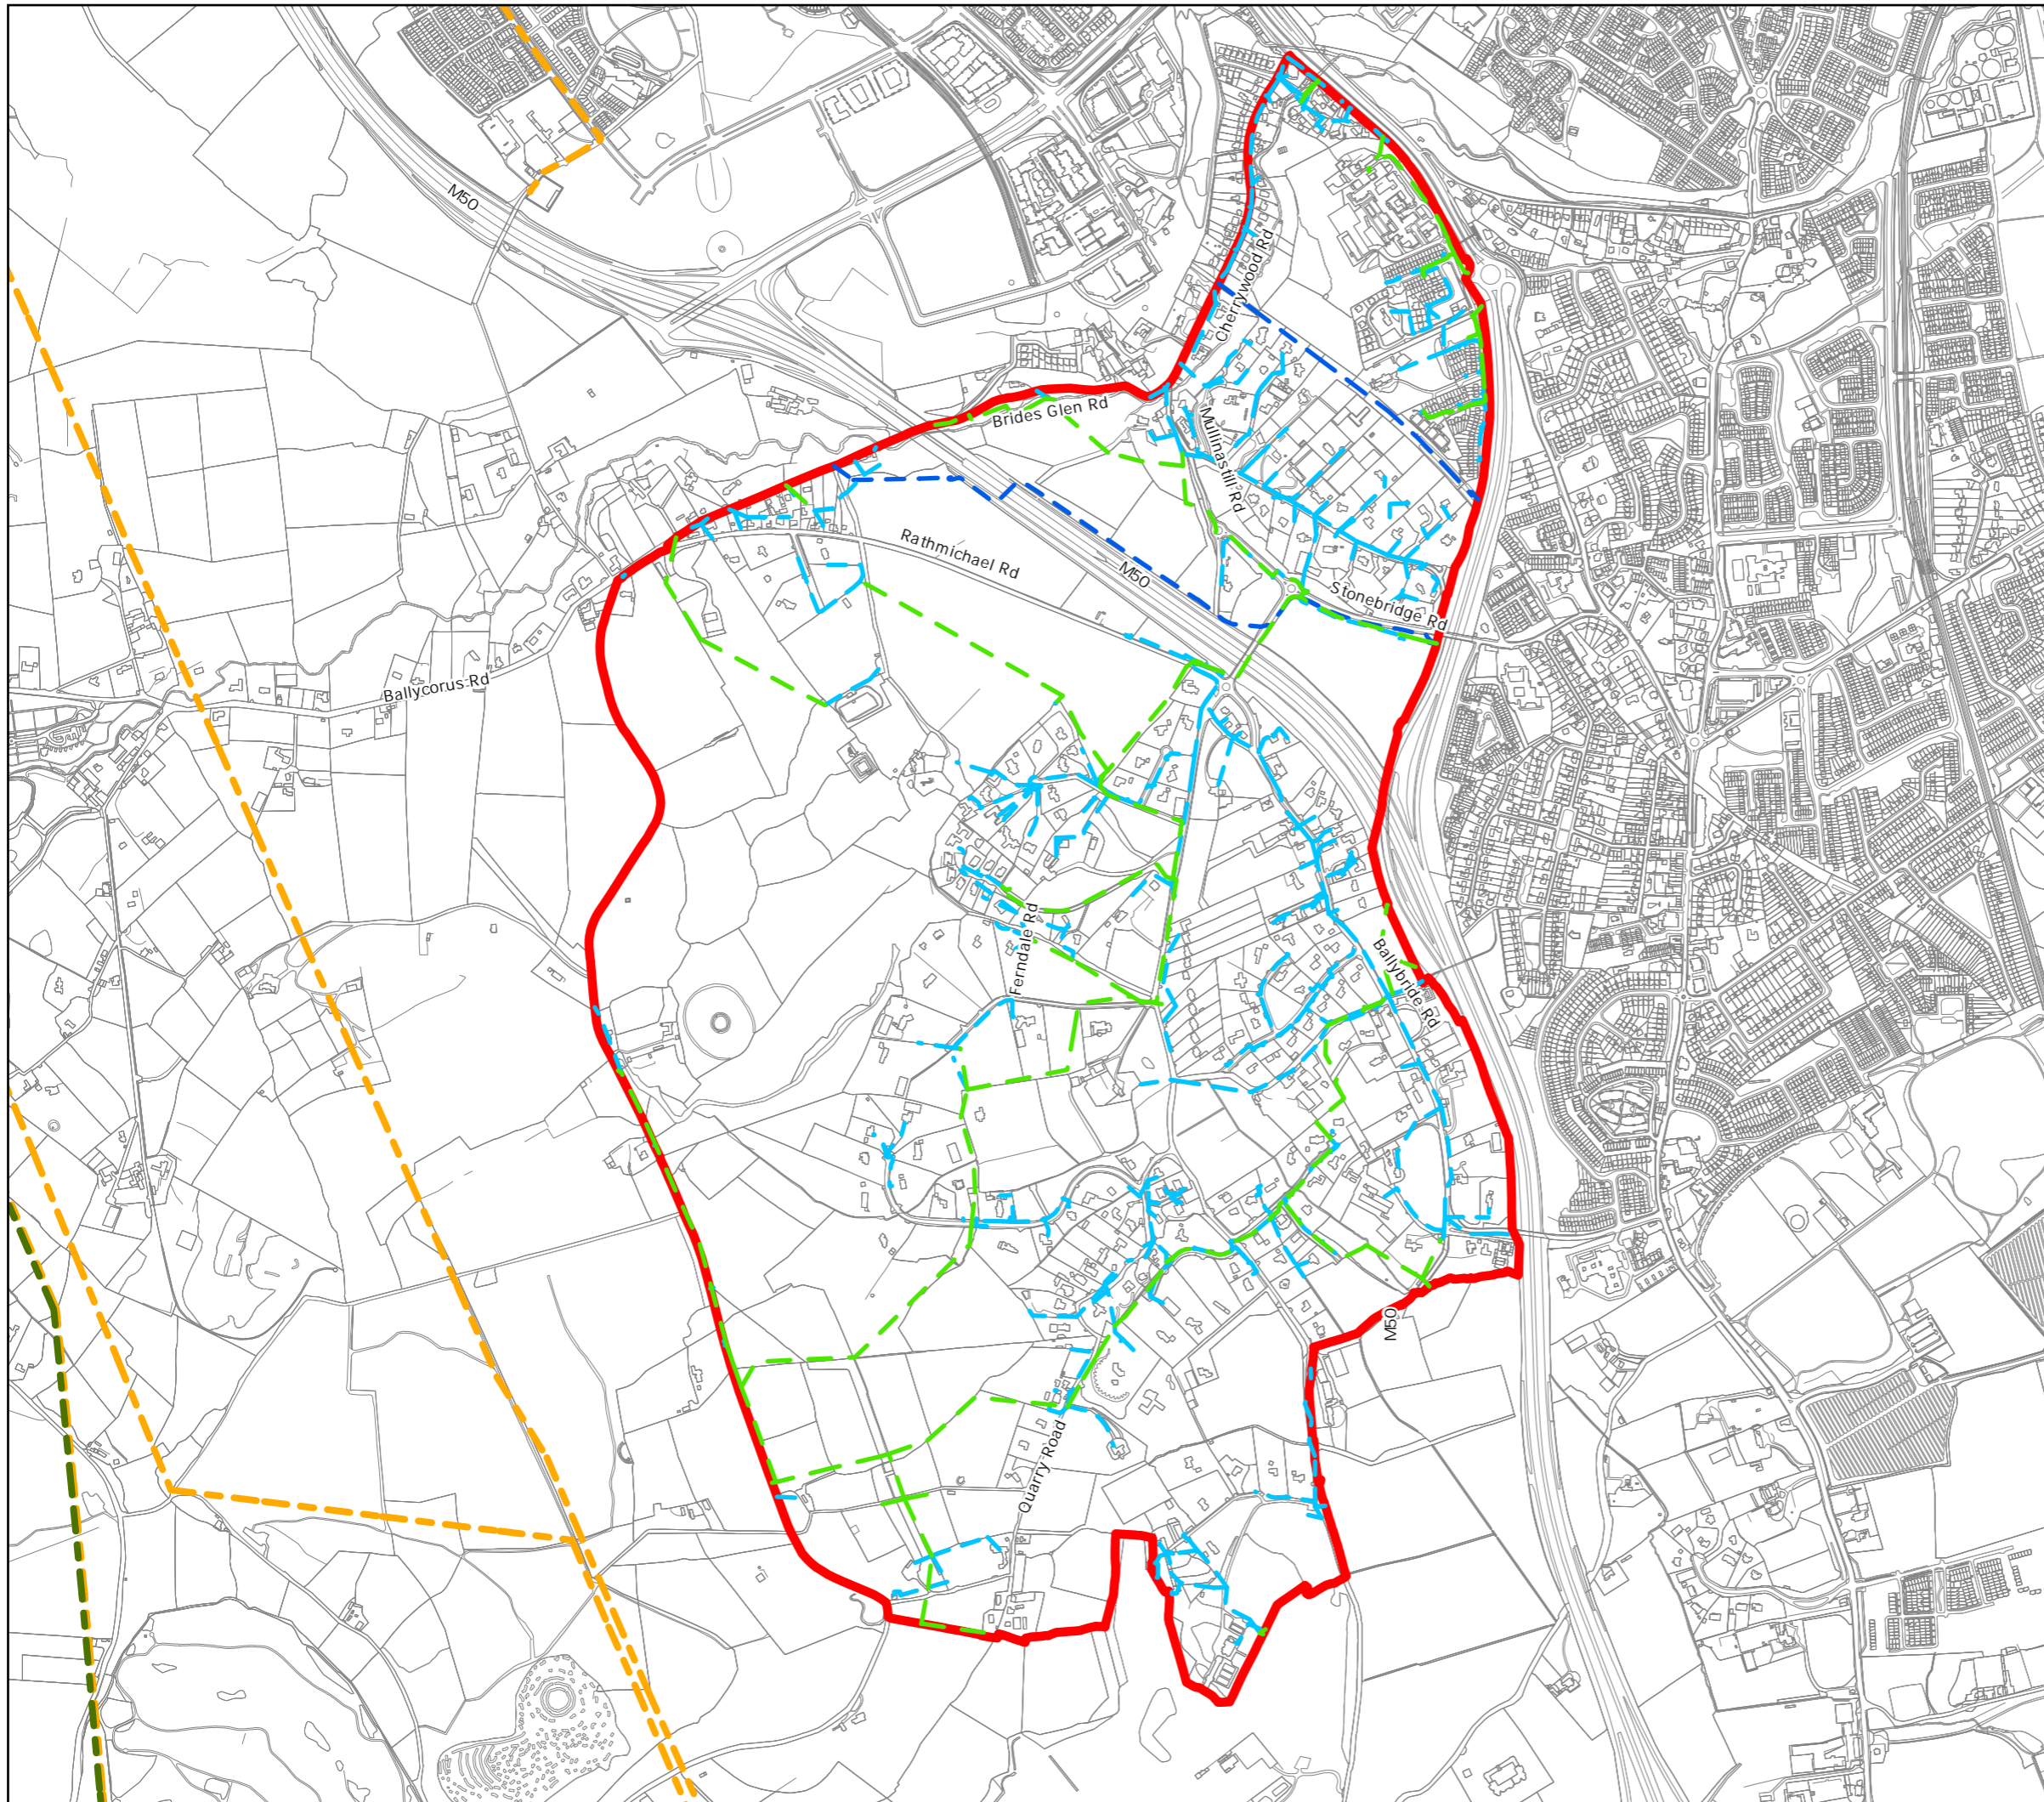 M50
Cherrywood Rd
Brides Glen Rd
Mullinastill Rd
Rathmichael Rd
M50
Stonebridge Rd
Ballycorus Rd
Ferndale Rd
Ballybride Rd
M50
Quarry Road